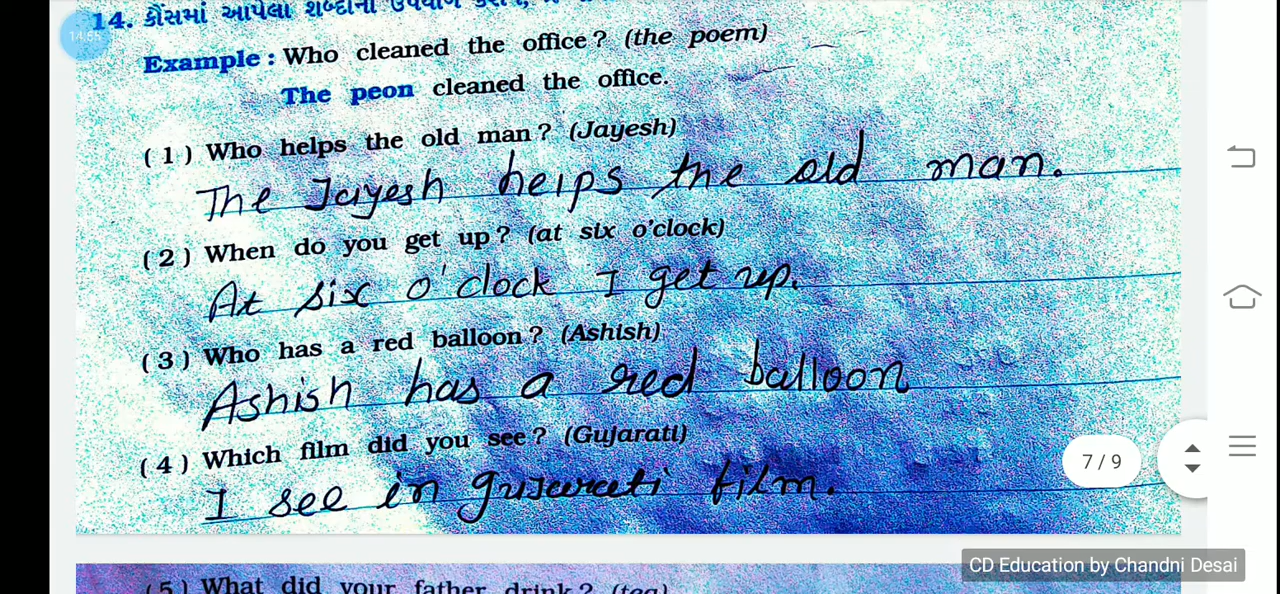 14. કૌંસમાં આપેલા શબ્દોનો ઉપયોગ
14:55
Example : Who cleaned the office? (the poem)
The peon cleaned the office.
(1) Who helps the old man? (Jayesh)
The Jayesh helps the old man.
(2) When do you get up? (at six o'clock)
At six o'clock I get up.
(3) Who has a red balloon? (Ashish)
Ashish has a red balloon
(4) Which film did you see? (Gujarati)
I see in gujarati film.
7/9
CD Education by Chandni Desai
(5) What did your father drink? (tea)